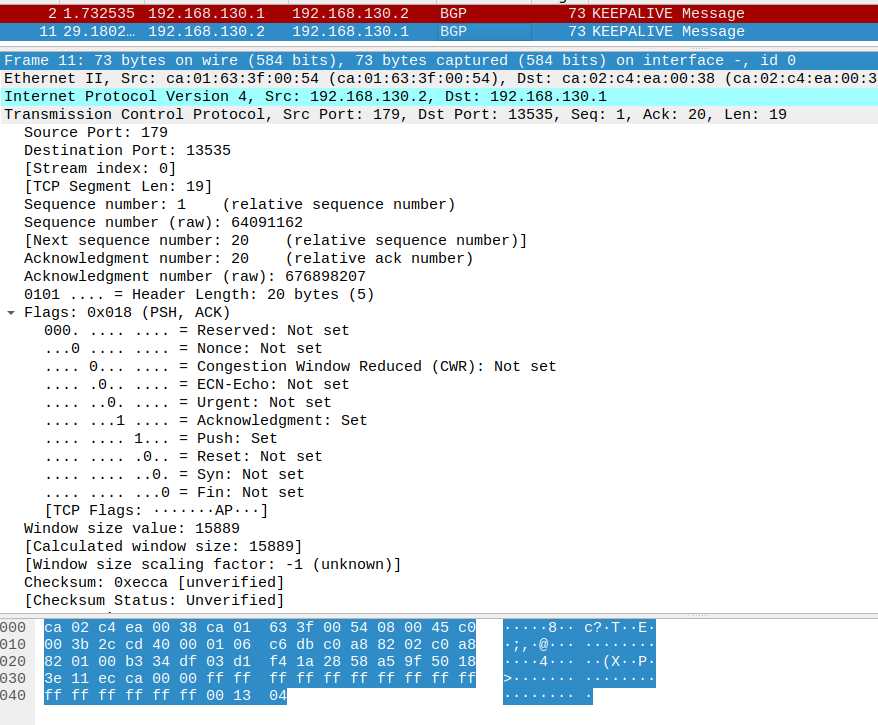 2 1.732535 192.168.130.1 192.168.130.2 BGP 73 KEEPALIVE Message
11 29.1802… 192.168.130.2 192.168.130.1 BGP 73 KEEPALIVE Message
Frame 11: 73 bytes on wire (584 bits), 73 bytes captured (584 bits) on interface -, id 0
Ethernet II, Src: ca:01:63:3f:00:54 (ca:01:63:3f:00:54), Dst: ca:02:c4:ea:00:38 (ca:02:c4:ea:00:3
Internet Protocol Version 4, Src: 192.168.130.2, Dst: 192.168.130.1
Transmission Control Protocol, Src Port: 179, Dst Port: 13535, Seq: 1, Ack: 20, Len: 19
Source Port: 179
Destination Port: 13535
[Stream index: 0]
[TCP Segment Len: 19]
Sequence number: 1    (relative sequence number)
Sequence number (raw): 64091162
[Next sequence number: 20    (relative sequence number)]
Acknowledgment number: 20    (relative ack number)
Acknowledgment number (raw): 676898207
0101 .... = Header Length: 20 bytes (5)
Flags: 0x018 (PSH, ACK)
000. .... .... = Reserved: Not set
...0 .... .... = Nonce: Not set
.... 0... .... = Congestion Window Reduced (CWR): Not set
.... .0.. .... = ECN-Echo: Not set
.... ..0. .... = Urgent: Not set
.... ...1 .... = Acknowledgment: Set
.... .... 1... = Push: Set
.... .... .0.. = Reset: Not set
.... .... ..0. = Syn: Not set
.... .... ...0 = Fin: Not set
[TCP Flags: ·······AP···]
Window size value: 15889
[Calculated window size: 15889]
[Window size scaling factor: -1 (unknown)]
Checksum: 0xecca [unverified]
[Checksum Status: Unverified]
000 ca 02 c4 ea 00 38 ca 01 63 3f 00 54 08 00 45 c0 ·····8·· c?·T··E·
010 00 3b 2c cd 40 00 01 06 c6 db c0 a8 82 02 c0 a8 ·;,·@··· ········
020 82 01 00 b3 34 df 03 d1 f4 1a 28 58 a5 9f 50 18 ····4··· ··(X··P·
030 3e 11 ec ca 00 00 ff ff ff ff ff ff ff ff ff ff >······· ········
040 ff ff ff ff ff ff 00 13 04 ········ ·